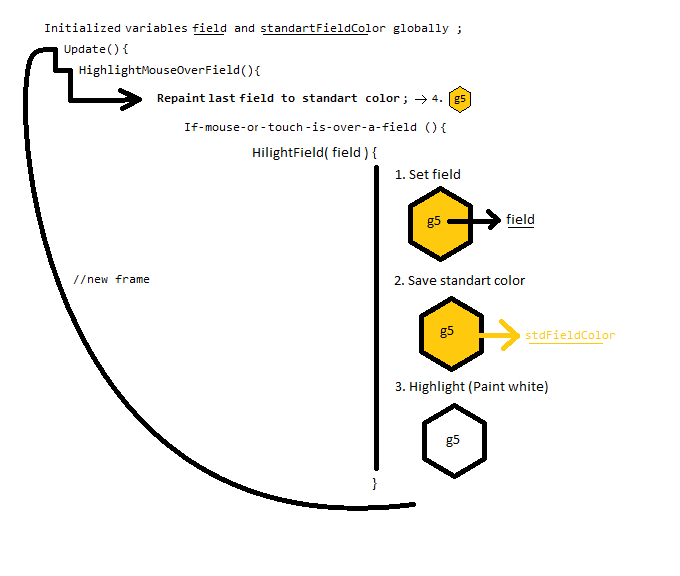 Initialized variables field and standartFieldColor globally ;
Update(){
HighlightMouseOverField(){
Repaint last field to standart color ; → 4. g5
If-mouse-or-touch-is-over-a-field (){
HilightField( field ) {
1. Set field
g5 field
//new frame
2. Save standart color
g5 stdFieldColor
3. Highlight (Paint white)
g5
}